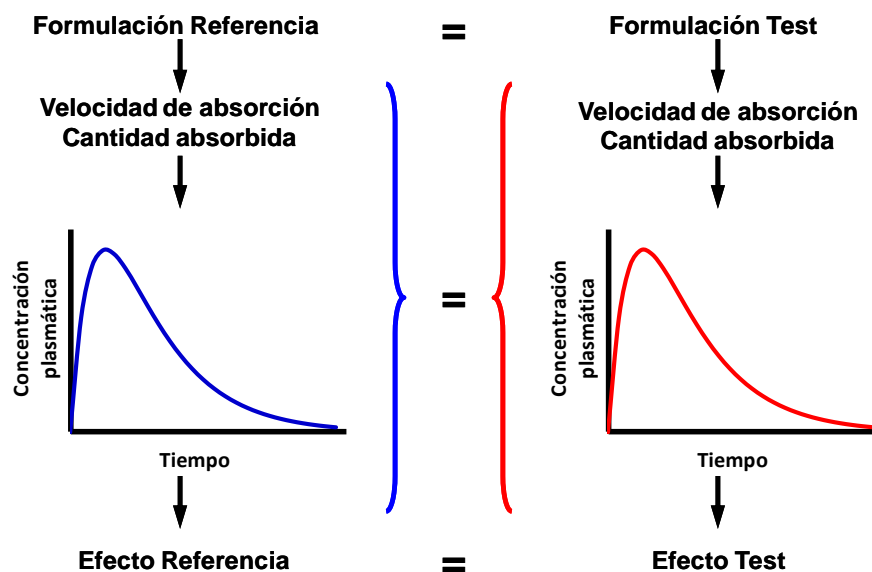 Formulación Referencia
=
Formulación Test
Velocidad de absorción
Cantidad absorbida
Velocidad de absorción
Cantidad absorbida
Concentración
plasmática
Tiempo
=
Concentración
plasmática
Tiempo
Efecto Referencia
=
Efecto Test